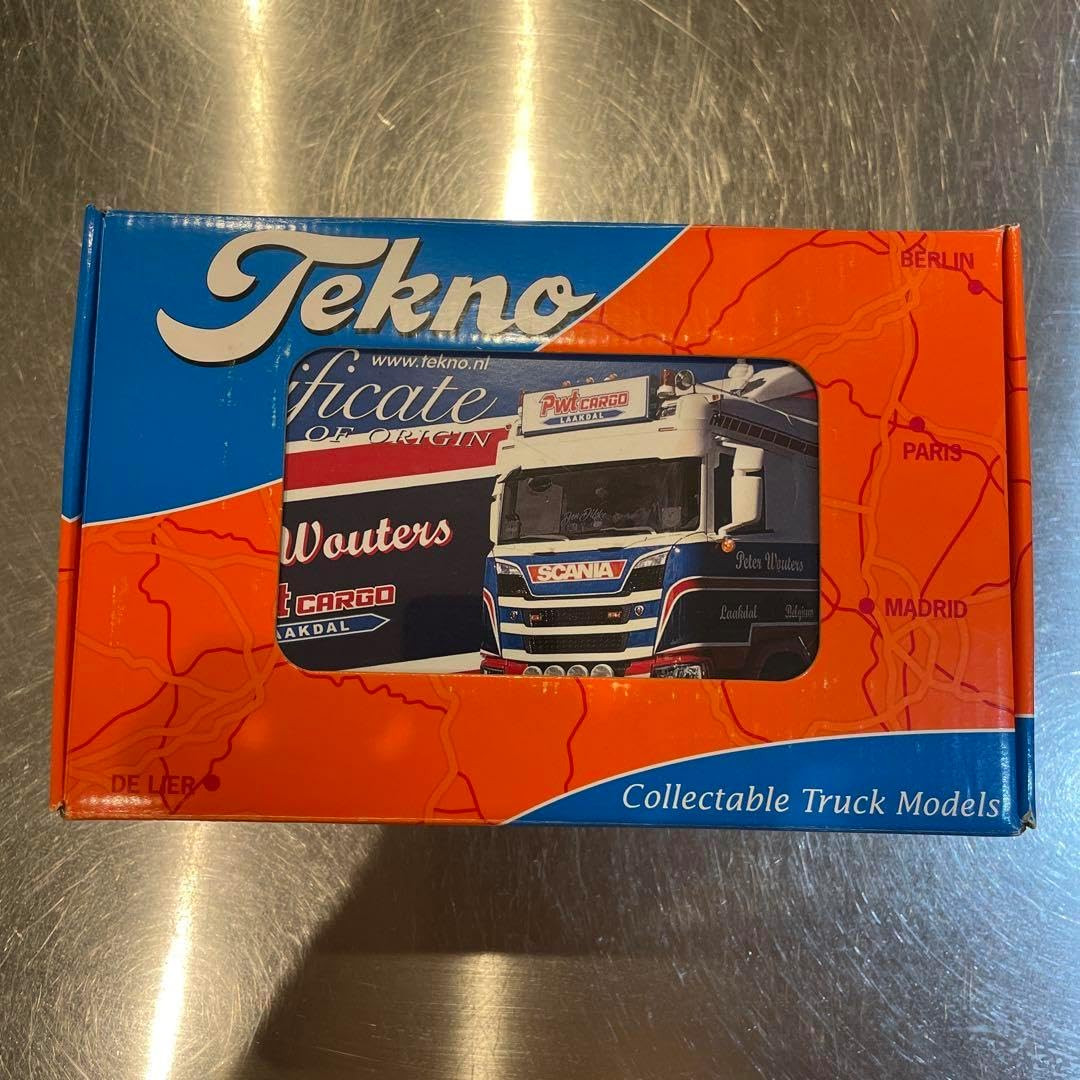 Tekno
BERLIN
www.tekno.nl
ificate
OF ORIGIN
PWT CARGO
LAAKDAL
PARIS
Wouters
SCANIA
Peter Wouters
t CARGO
AAKDAL
Laakdal Belgium
MADRID
DE LIER
Collectable Truck Models